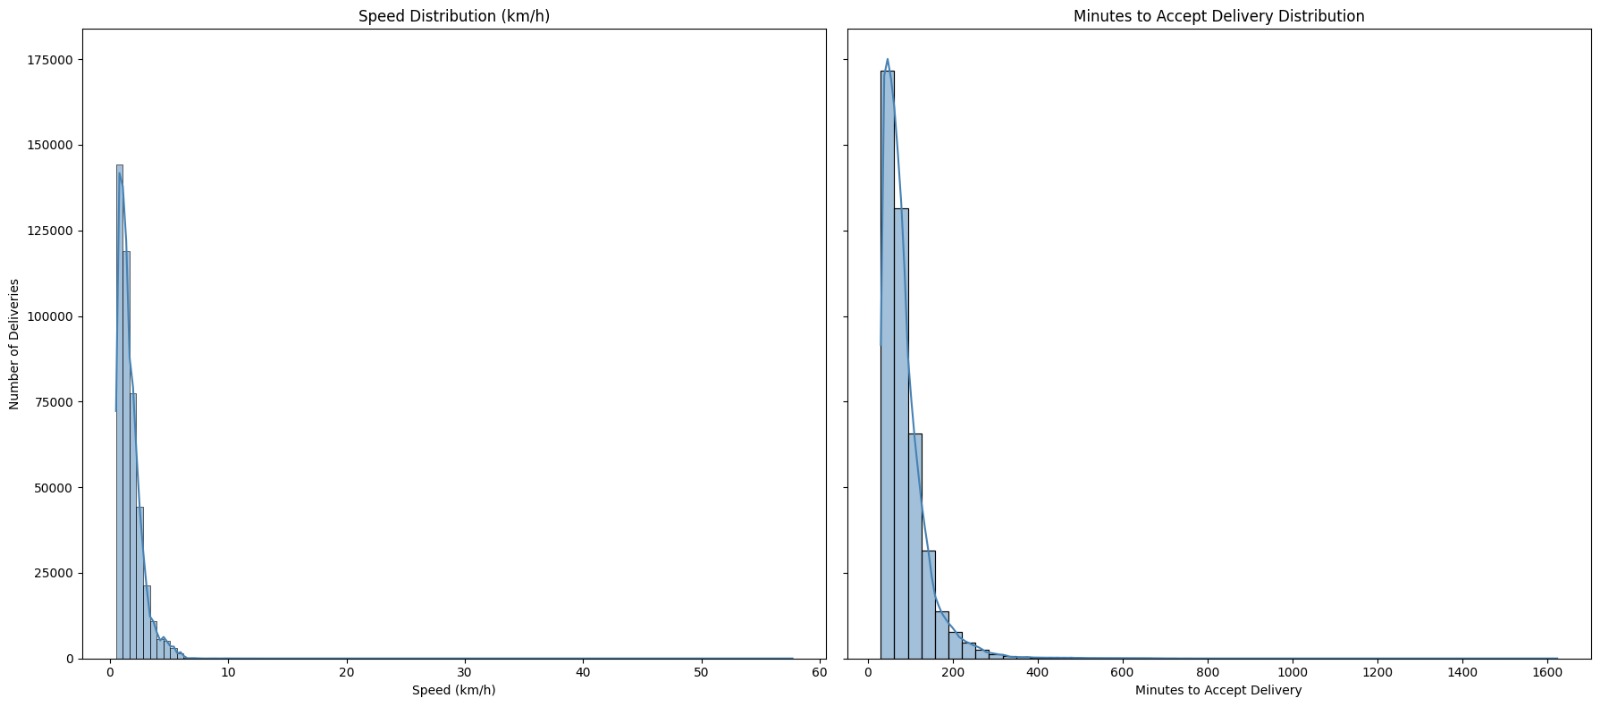 Speed Distribution (km/h)
Minutes to Accept Delivery Distribution
Number of Deliveries
175000
150000
125000
100000
75000
50000
25000
0
0 10 20 30 40 50 60
0 200 400 600 800 1000 1200 1400 1600
Speed (km/h)
Minutes to Accept Delivery